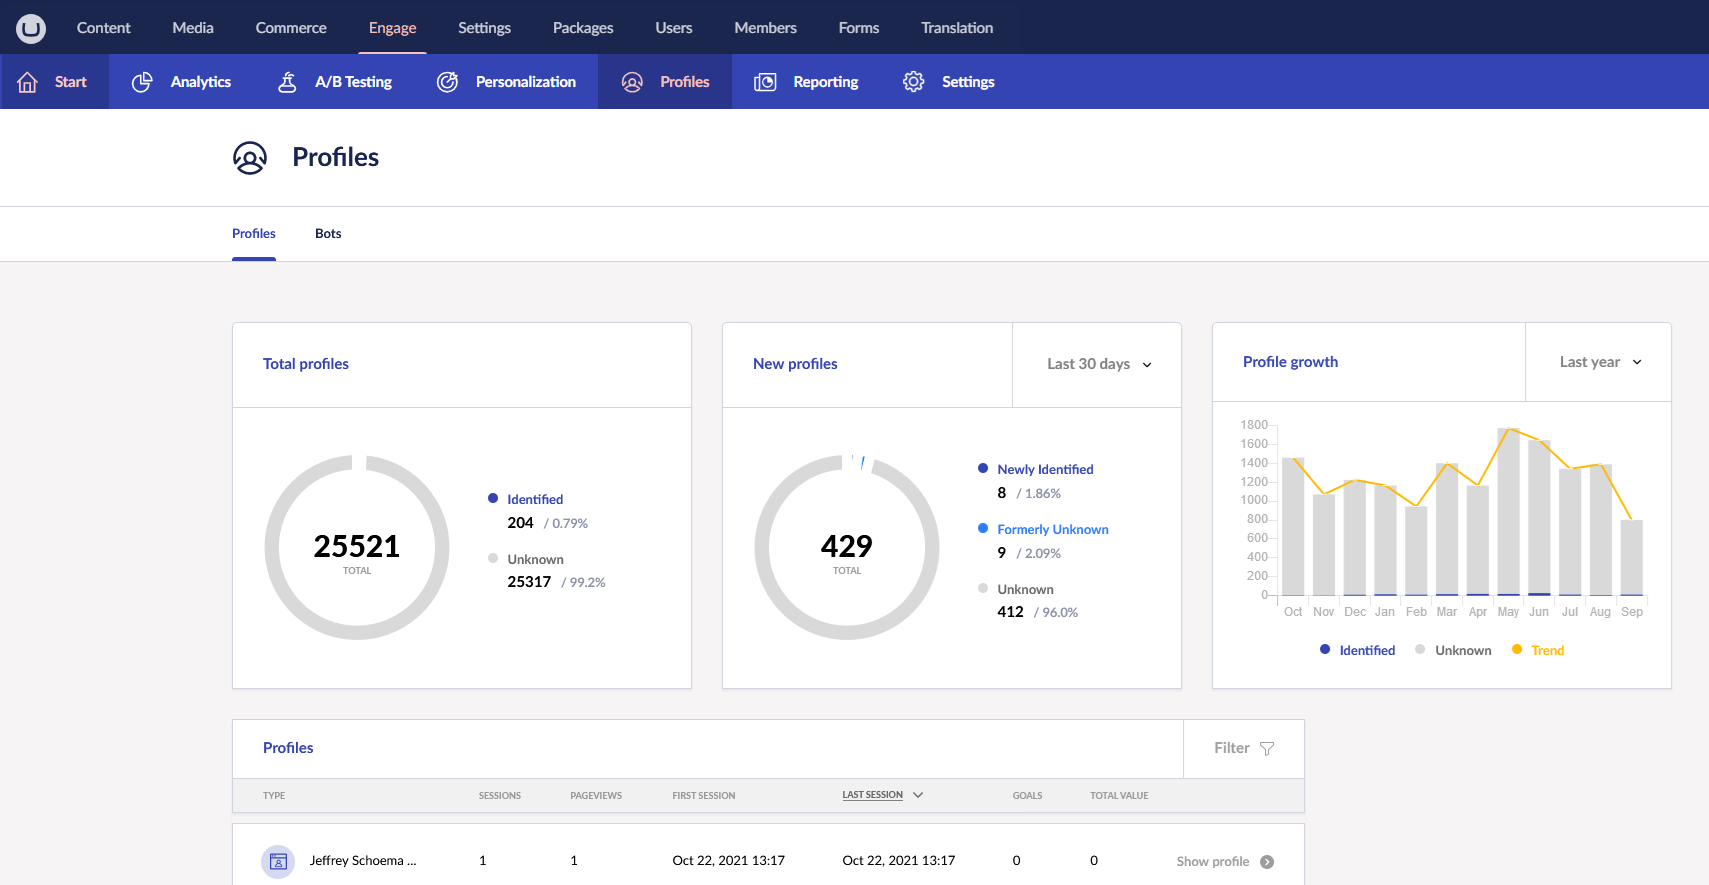 Content Media Commerce Engage Settings Packages Users Members Forms Translation
Start Analytics A/B Testing Personalization Profiles Reporting Settings
Profiles
Profiles Bots
Total profiles
25521
TOTAL
Identified
204 / 0.79%
Unknown
25317 / 99.2%
New profiles Last 30 days
429
TOTAL
Newly Identified
8 / 1.86%
Formerly Unknown
9 / 2.09%
Unknown
412 / 96.0%
Profile growth Last year
1800
1600
1400
1200
1000
800
600
400
200
0
Oct Nov Dec Jan Feb Mar Apr May Jun Jul Aug Sep
Identified Unknown Trend
Profiles Filter
TYPE SESSIONS PAGEVIEWS FIRST SESSION LAST SESSION GOALS TOTAL VALUE
Jeffrey Schoema ... 1 1 Oct 22, 2021 13:17 Oct 22, 2021 13:17 0 0 Show profile